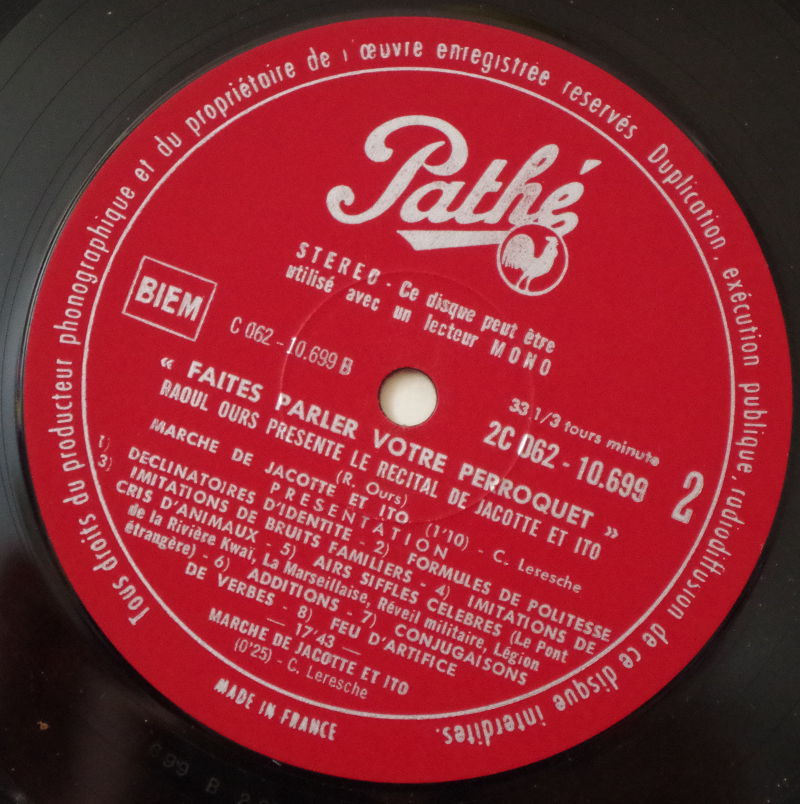 Tous droits du producteur phonographique et du propriétaire de l'œuvre enregistrée réservés. Duplication, exécution publique, radiodiffusion de ce disque interdites.
Pathé
STEREO - Ce disque peut être
utilisé avec un lecteur MONO
BIEM
C 062 - 10.699 B
33 1/3 tours minute
2C 062 - 10.699
2
« FAITES PARLER VOTRE PERROQUET »
RAOUL OURS PRESENTE LE RECITAL DE JACOTTE ET ITO
(R. Ours)
MARCHE DE JACOTTE ET ITO (1'10) - C. Leresche
PRESENTATION
1) DECLINATOIRES D'IDENTITE - 2) FORMULES DE POLITESSE
3) IMITATIONS DE BRUITS FAMILIERS - 4) IMITATIONS DE
CRIS D'ANIMAUX - 5) AIRS SIFFLES CELEBRES (Le Pont
de la Rivière Kwaï, La Marseillaise, Réveil militaire, Légion
étrangère) - 6) ADDITIONS - 7) CONJUGAISONS
DE VERBES - 8) FEU D'ARTIFICE
— 17'43 —
MARCHE DE JACOTTE ET ITO
(0'25) - C. Leresche
MADE IN FRANCE
699 B 2